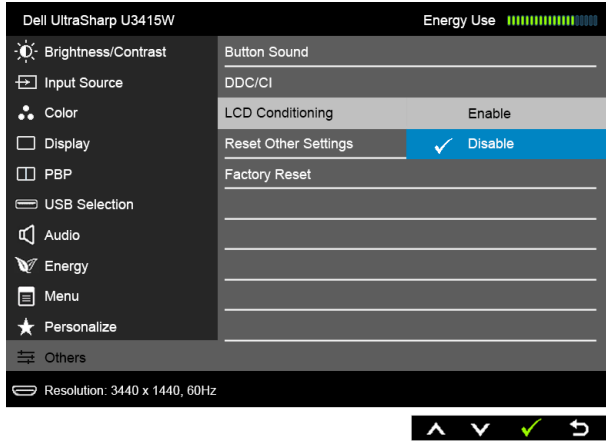 Dell UltraSharp U3415W
Energy Use
Brightness/Contrast
Button Sound
Input Source
DDC/CI
Color
LCD Conditioning
Enable
Display
Reset Other Settings
Disable
PBP
Factory Reset
USB Selection
Audio
Energy
Menu
Personalize
Others
Resolution: 3440 x 1440, 60Hz